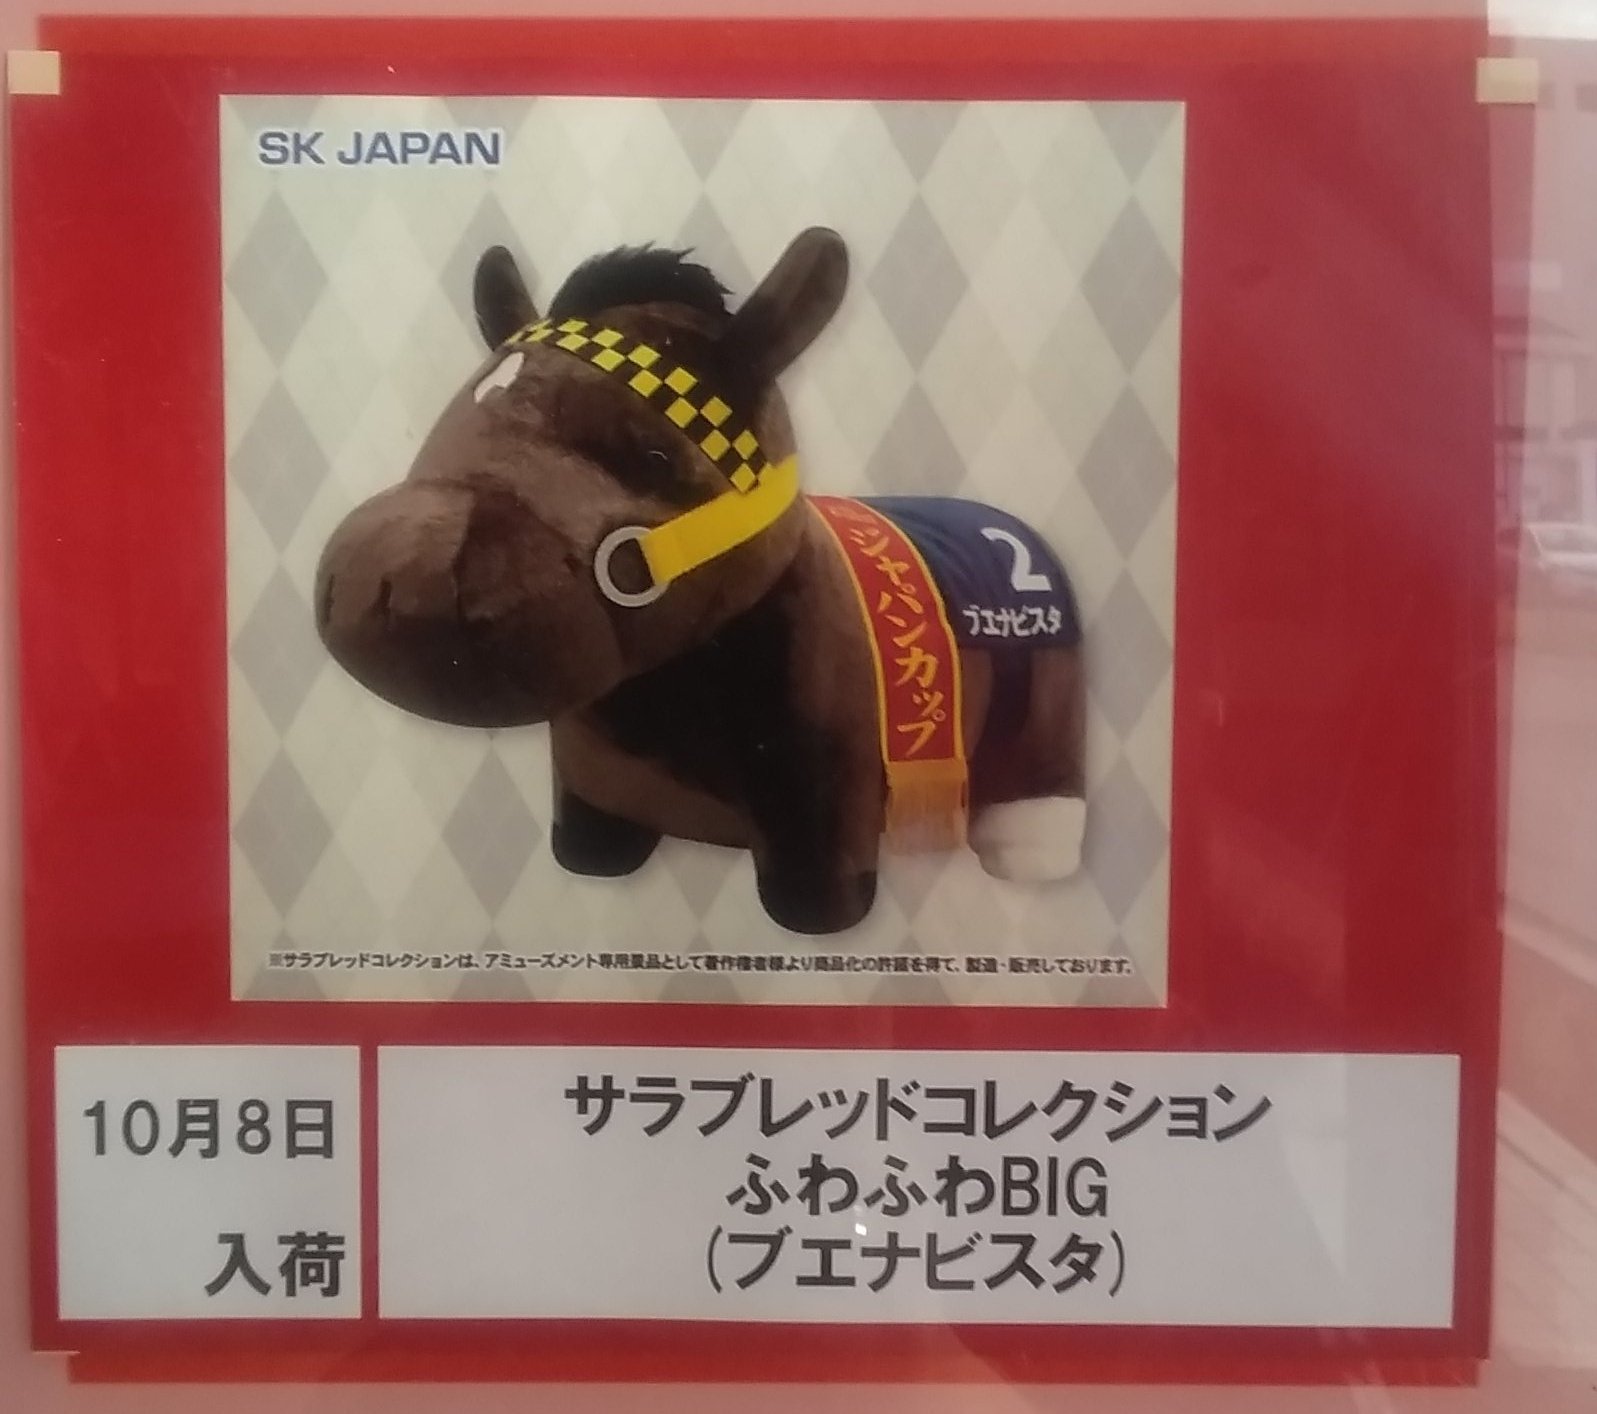 SK JAPAN
ジャパンカップ
2
ブエナビスタ
※サラブレッドコレクションは、アミューズメント専用景品として著作権者様より商品化の許諾を得て、製造・販売しております。
10月8日
入荷
サラブレッドコレクション
ふわふわBIG
(ブエナビスタ)